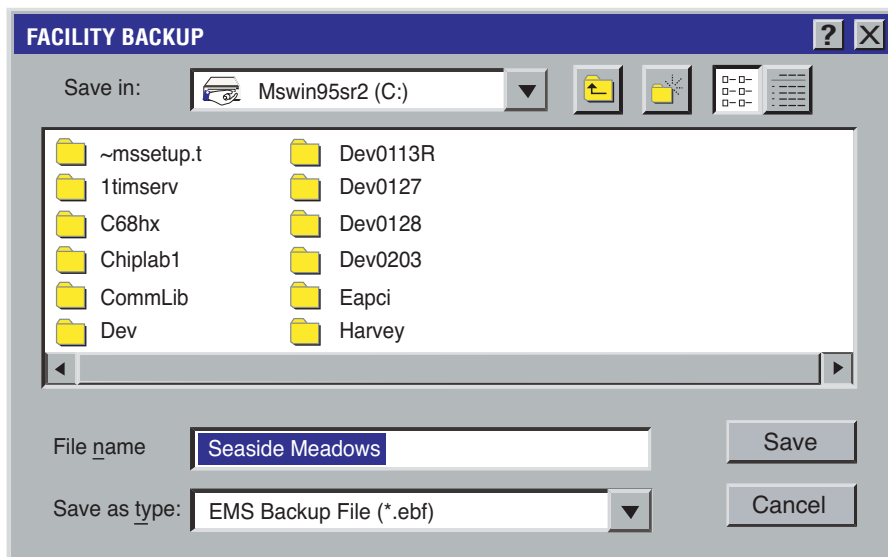 FACILITY BACKUP
Save in: Mswin95sr2 (C:)
~mssetup.t Dev0113R
1timserv Dev0127
C68hx Dev0128
Chiplab1 Dev0203
CommLib Eapci
Dev Harvey
File name Seaside Meadows Save
Save as type: EMS Backup File (*.ebf) Cancel